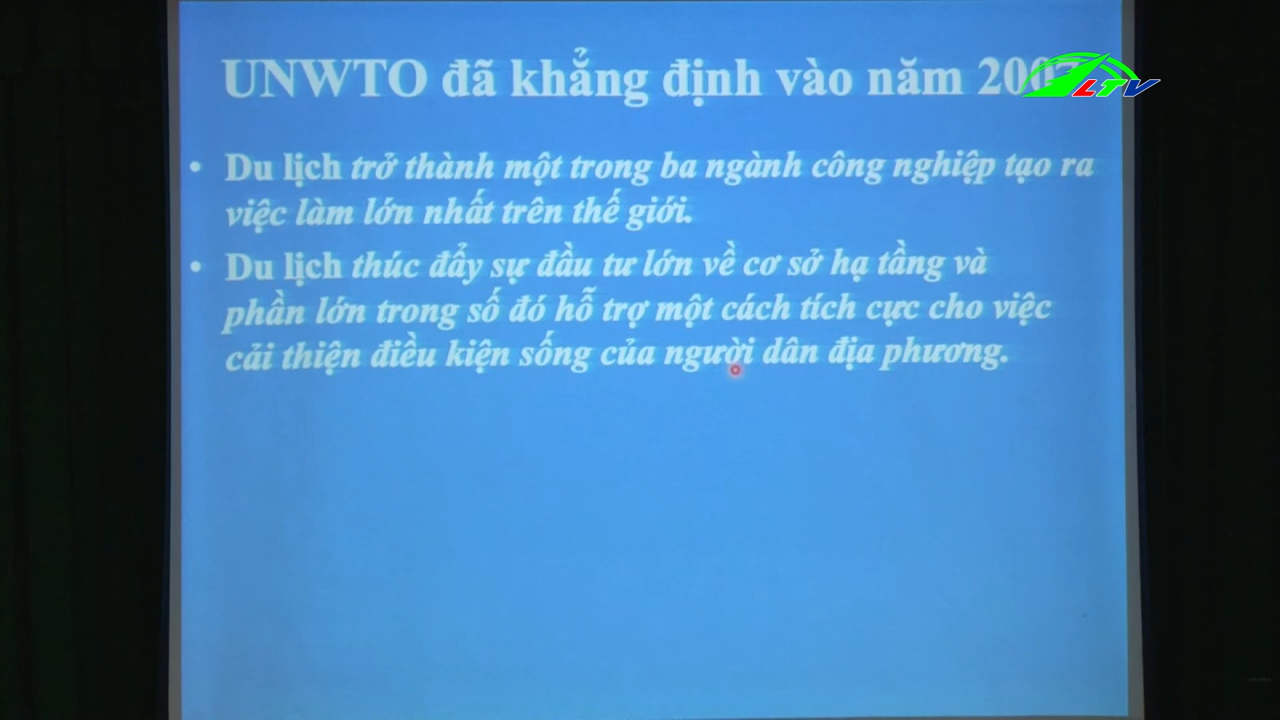 UNWTO đã khẳng định vào năm 2007
LTV
• Du lịch trở thành một trong ba ngành công nghiệp tạo ra
việc làm lớn nhất trên thế giới.
• Du lịch thúc đẩy sự đầu tư lớn về cơ sở hạ tầng và
phần lớn trong số đó hỗ trợ một cách tích cực cho việc
cải thiện điều kiện sống của người dân địa phương.